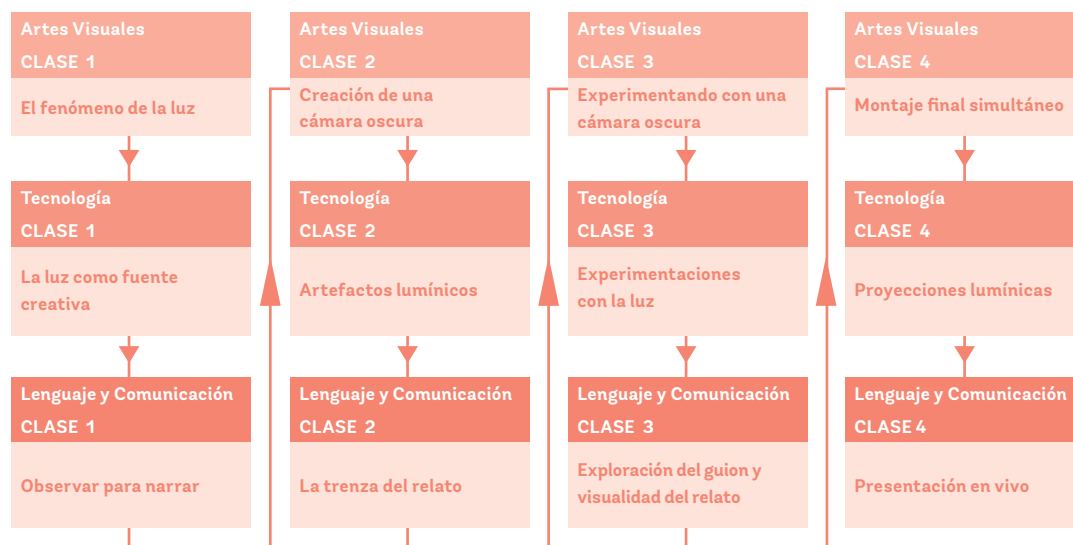 Artes Visuales
CLASE 1
El fenómeno de la luz
Tecnología
CLASE 1
La luz como fuente
creativa
Lenguaje y Comunicación
CLASE 1
Observar para narrar
Artes Visuales
CLASE 2
Creación de una
cámara oscura
Tecnología
CLASE 2
Artefactos lumínicos
Lenguaje y Comunicación
CLASE 2
La trenza del relato
Artes Visuales
CLASE 3
Experimentando con una
cámara oscura
Tecnología
CLASE 3
Experimentaciones
con la luz
Lenguaje y Comunicación
CLASE 3
Exploración del guion y
visualidad del relato
Artes Visuales
CLASE 4
Montaje final simultáneo
Tecnología
CLASE 4
Proyecciones lumínicas
Lenguaje y Comunicación
CLASE 4
Presentación en vivo